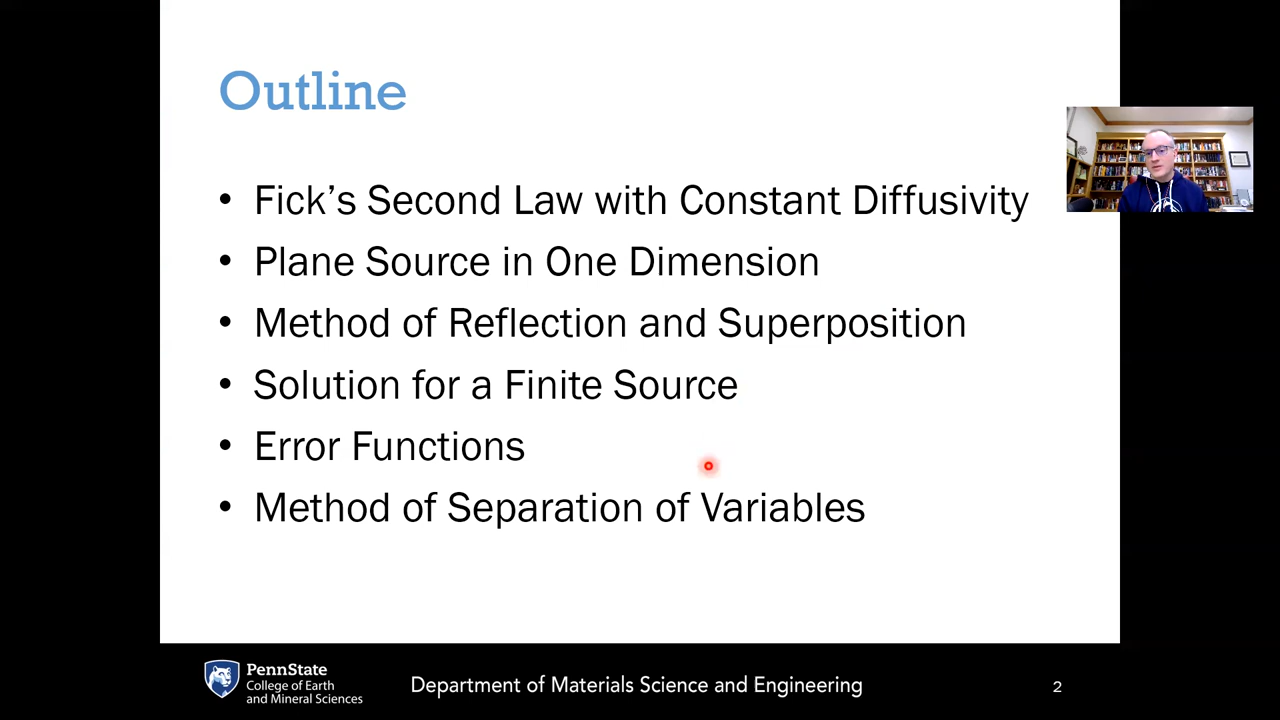 Outline
• Fick's Second Law with Constant Diffusivity
• Plane Source in One Dimension
• Method of Reflection and Superposition
• Solution for a Finite Source
• Error Functions
• Method of Separation of Variables
PennState
College of Earth
and Mineral Sciences
Department of Materials Science and Engineering
2